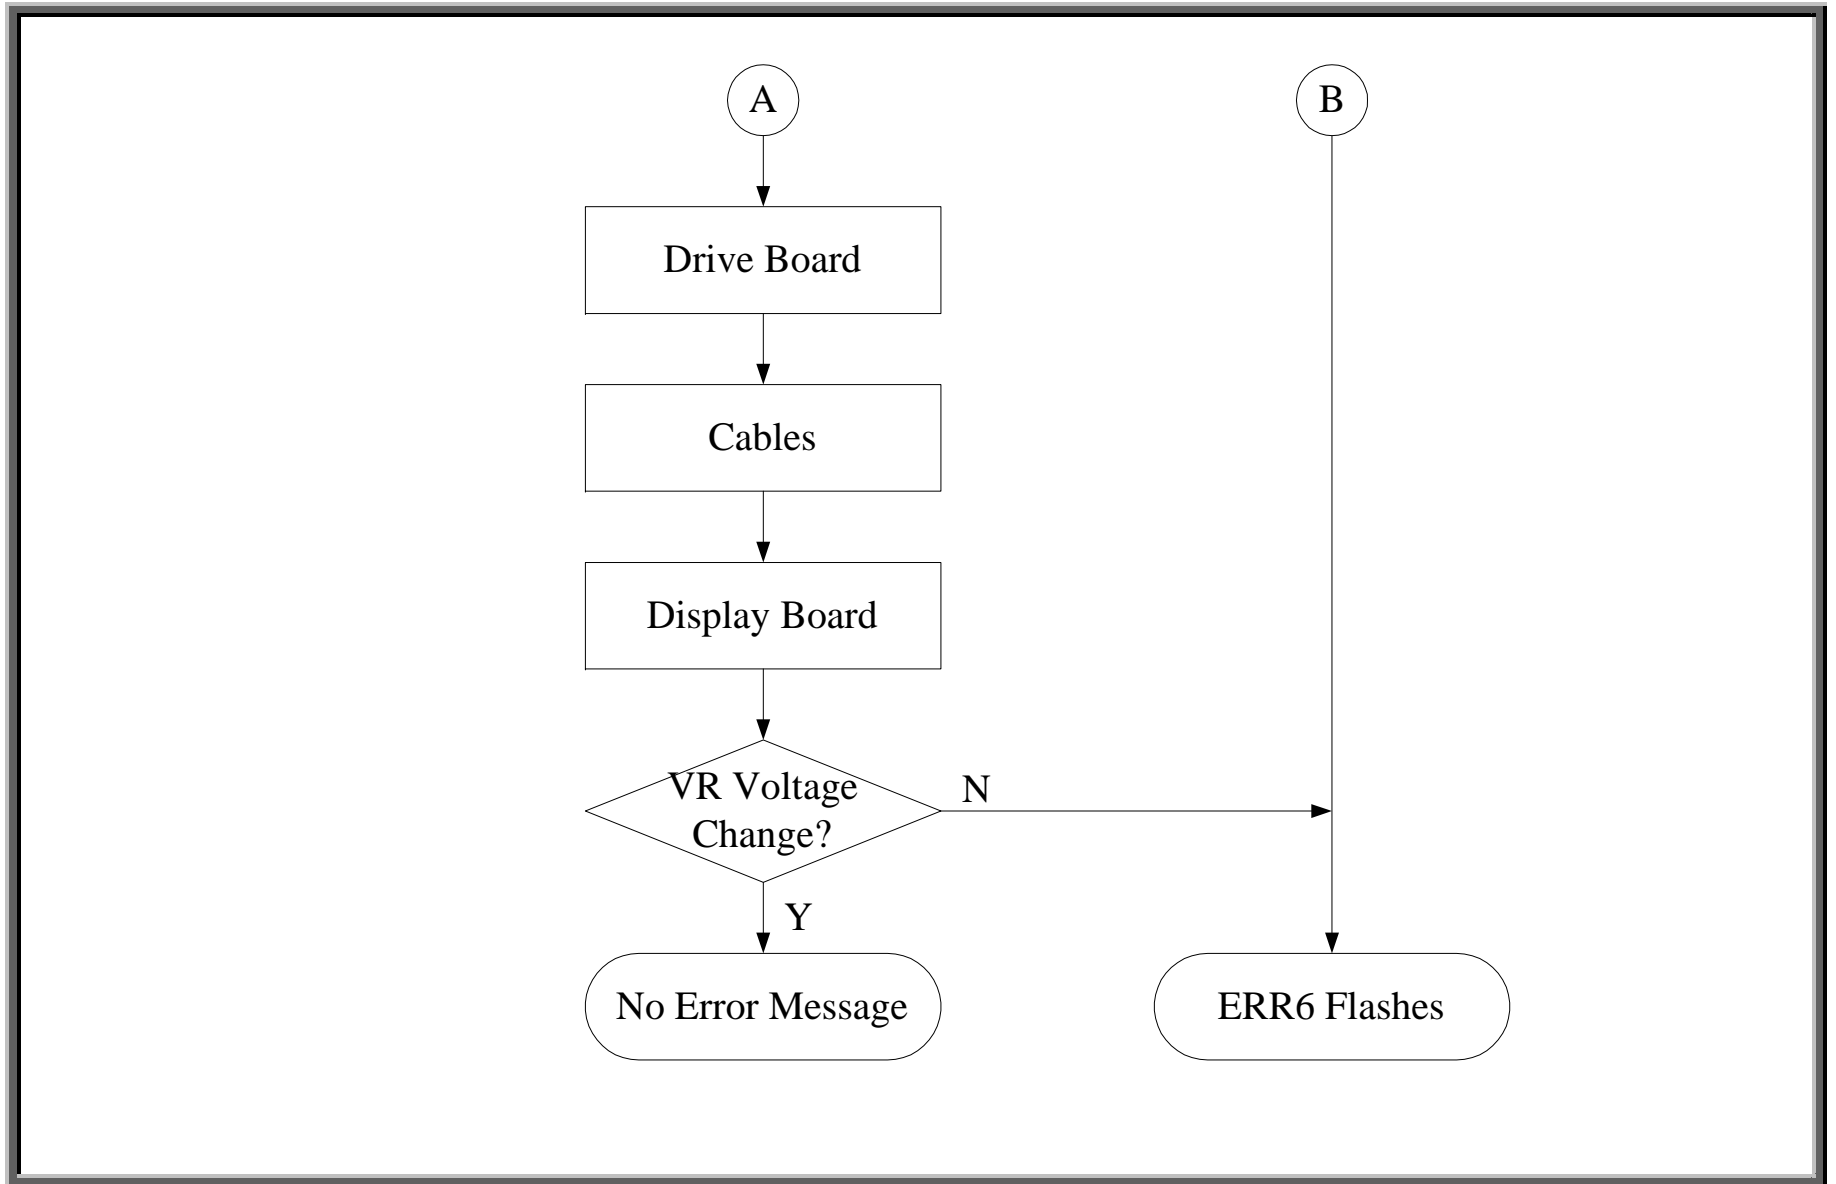 A
B
Drive Board
Cables
Display Board
VR Voltage
Change?
N
Y
No Error Message
ERR6 Flashes